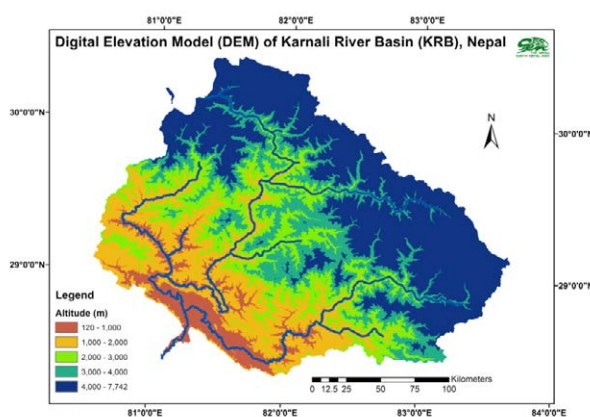 81°0'0"E 82°0'0"E 83°0'0"E
Digital Elevation Model (DEM) of Karnali River Basin (KRB), Nepal
30°0'0"N 30°0'0"N
N
29°0'0"N 29°0'0"N
Legend
Altitude (m)
120 - 1,000
1,000 - 2,000
2,000 - 3,000
3,000 - 4,000
4,000 - 7,742
Kilometers
0 12.5 25 50 75 100
81°0'0"E 82°0'0"E 83°0'0"E 84°0'0"E